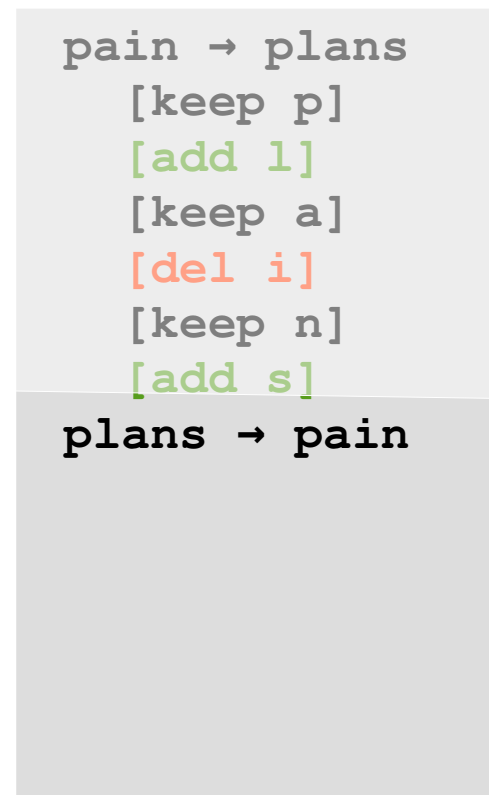 pain → plans
[keep p]
[add l]
[keep a]
[del i]
[keep n]
[add s]
plans → pain